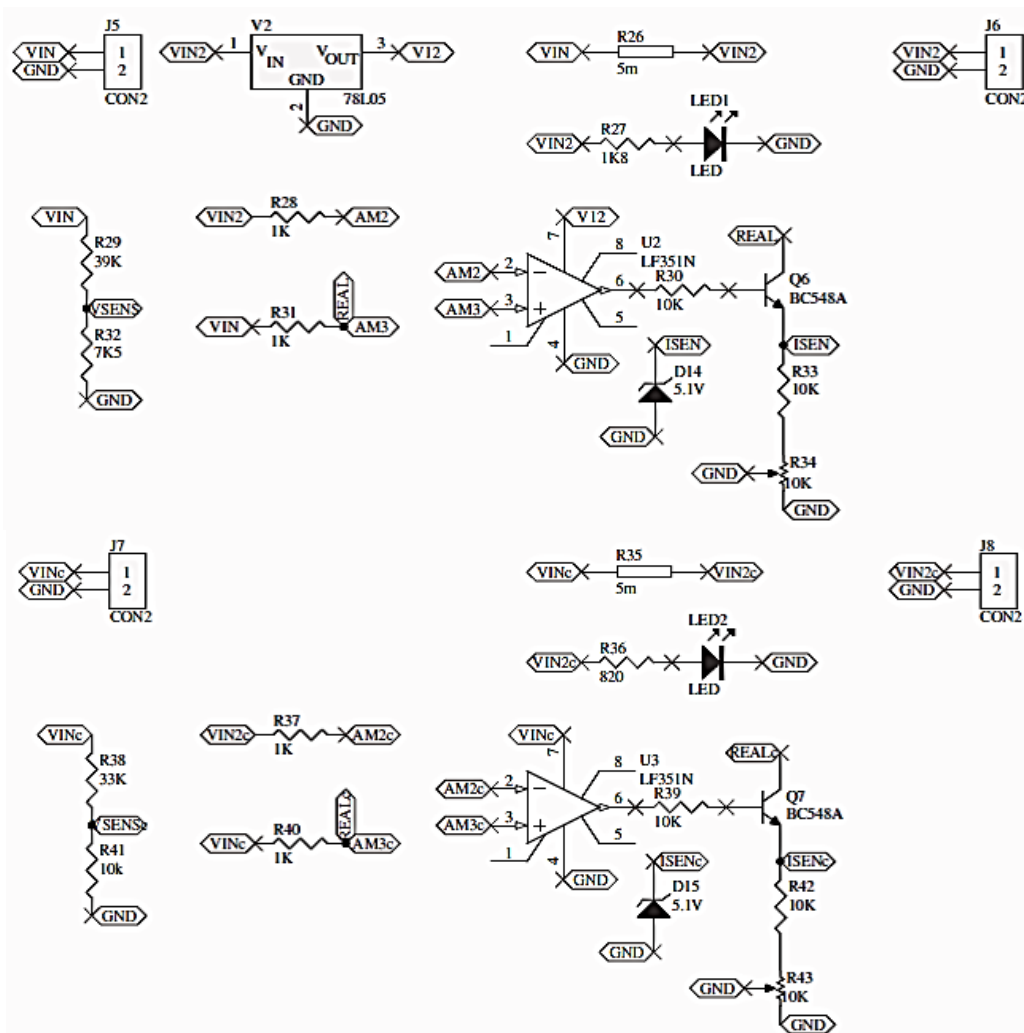 J5
VIN
GND
1
2
CON2
V2
VIN2
1
V IN
V OUT
GND
3
V12
2
78L05
GND
R26
VIN
VIN2
5m
J6
VIN2
GND
1
2
CON2
LED1
R27
VIN2
GND
1K8
LED
VIN
R29
39K
VSENS
R32
7K5
GND
R28
VIN2
AM2
1K
REAL
R31
VIN
AM3
1K
V12
7
8
U2
LF351N
AM2
2
6
R30
AM3
3
10K
1
4
5
GND
REAL
Q6
BC548A
ISEN
D14
5.1V
GND
ISEN
R33
10K
GND
R34
10K
GND
J7
VINc
GND
1
2
CON2
R35
VINc
VIN2c
5m
J8
VIN2c
GND
1
2
CON2
LED2
R36
VIN2c
GND
820
LED
VINc
R38
33K
VSENSc
R41
10k
GND
R37
VIN2c
AM2c
1K
REALc
R40
VINc
AM3c
1K
VINc
7
8
U3
LF351N
AM2c
2
6
R39
AM3c
3
10K
1
4
5
GND
REALc
Q7
BC548A
ISENc
D15
5.1V
GND
ISENc
R42
10K
GND
R43
10K
GND